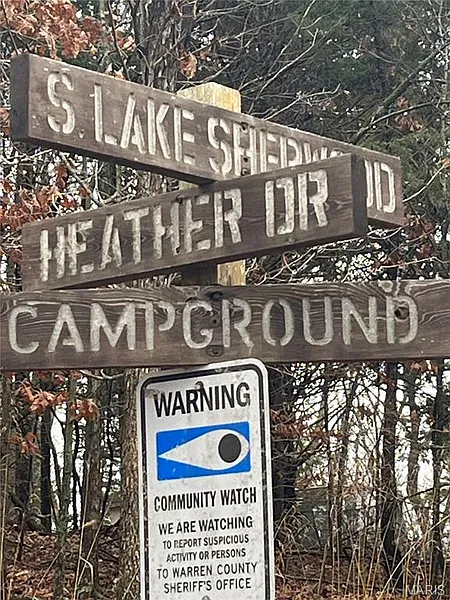 S. LAKE SHERWOOD
HEATHER DR
CAMPGROUND
WARNING
COMMUNITY WATCH
WE ARE WATCHING
TO REPORT SUSPICIOUS
ACTIVITY OR PERSONS
TO WARREN COUNTY
SHERIFF'S OFFICE
MARIS